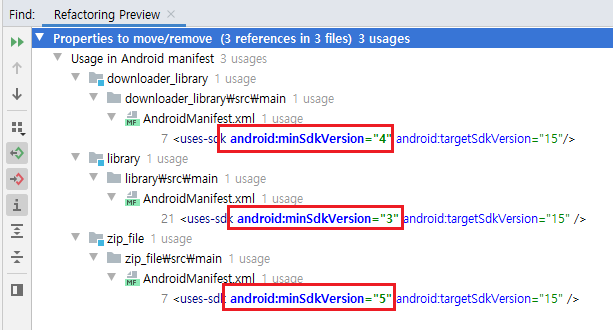 Find: Refactoring Preview ×
Properties to move/remove (3 references in 3 files) 3 usages
Usage in Android manifest 3 usages
downloader_library 1 usage
downloader_library₩src₩main 1 usage
AndroidManifest.xml 1 usage
7 <uses-sdk android:minSdkVersion="4" android:targetSdkVersion="15"/>
library 1 usage
library₩src₩main 1 usage
AndroidManifest.xml 1 usage
21 <uses-sdk android:minSdkVersion="3" android:targetSdkVersion="15" />
zip_file 1 usage
zip_file₩src₩main 1 usage
AndroidManifest.xml 1 usage
7 <uses-sdk android:minSdkVersion="5" android:targetSdkVersion="15" />